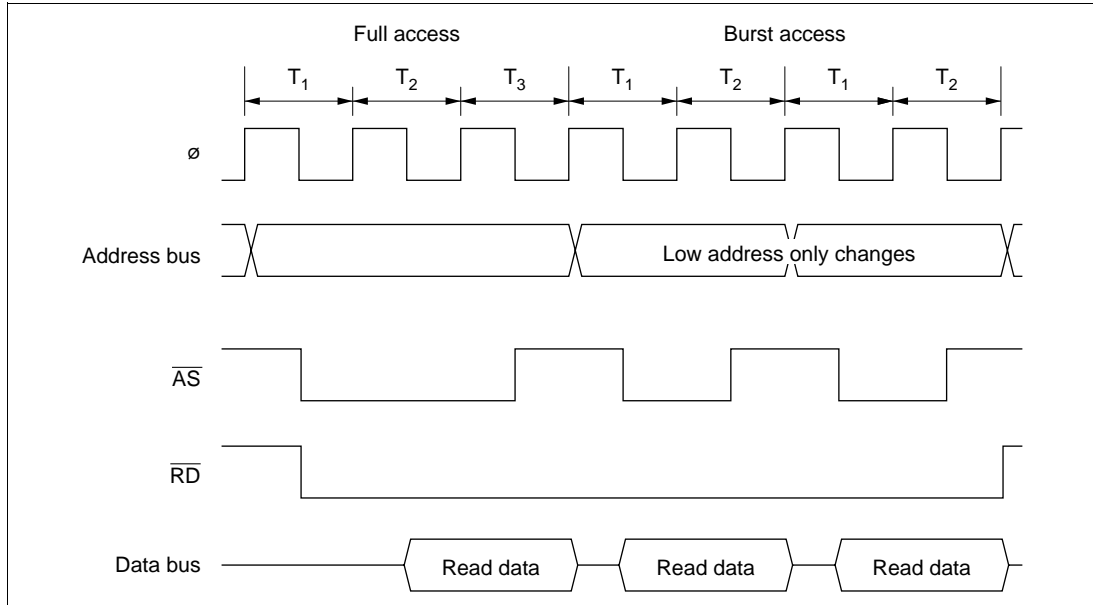 Full access Burst access
T1 T2 T3 T1 T2 T1 T2
ø
Address bus Low address only changes
AS
RD
Data bus Read data Read data Read data